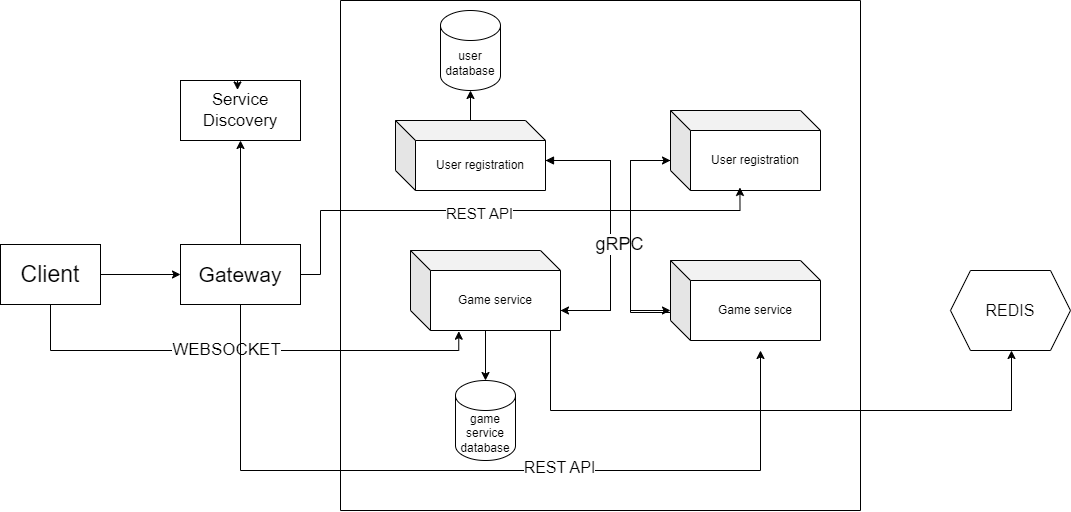 user
database
Service
Discovery
User registration
User registration
REST API
gRPC
Client
Gateway
Game service
Game service
REDIS
WEBSOCKET
game
service
database
REST API